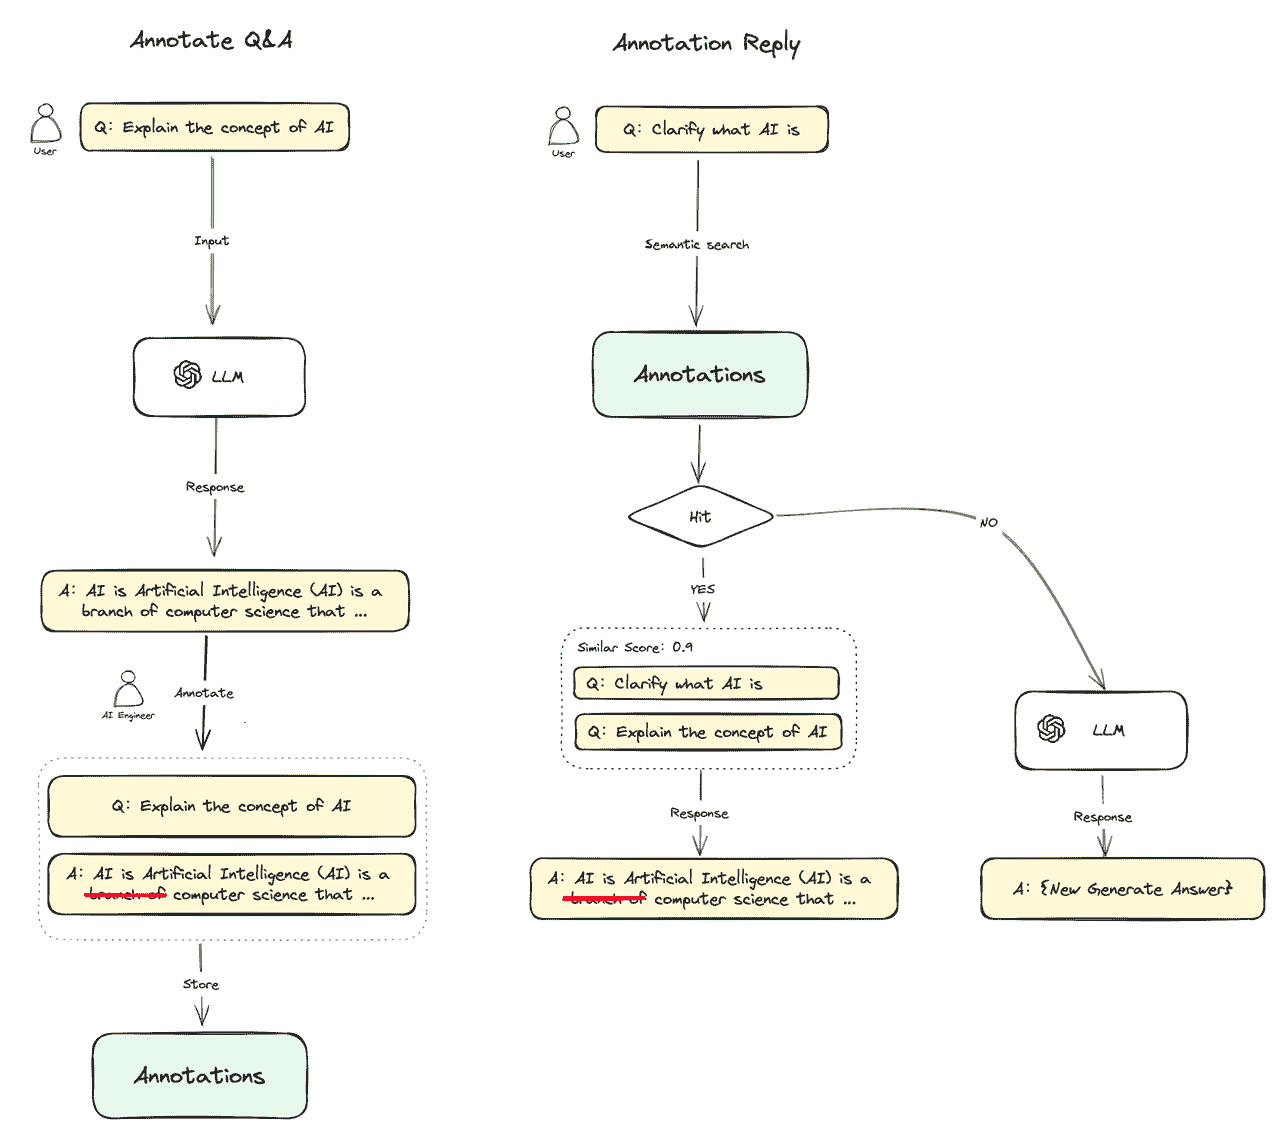 Annotate Q&A
Q: Explain the concept of AI
User
Input
LLM
Response
A: AI is Artificial Intelligence (AI) is a
branch of computer science that ...
Annotate
AI Engineer
Q: Explain the concept of AI
A: AI is Artificial Intelligence (AI) is a
branch of computer science that ...
Store
Annotations
Annotation Reply
Q: Clarify what AI is
User
Semantic search
Annotations
Hit
NO
YES
Similar Score: 0.9
Q: Clarify what AI is
Q: Explain the concept of AI
Response
A: AI is Artificial Intelligence (AI) is a
branch of computer science that ...
LLM
Response
A: {New Generate Answer}